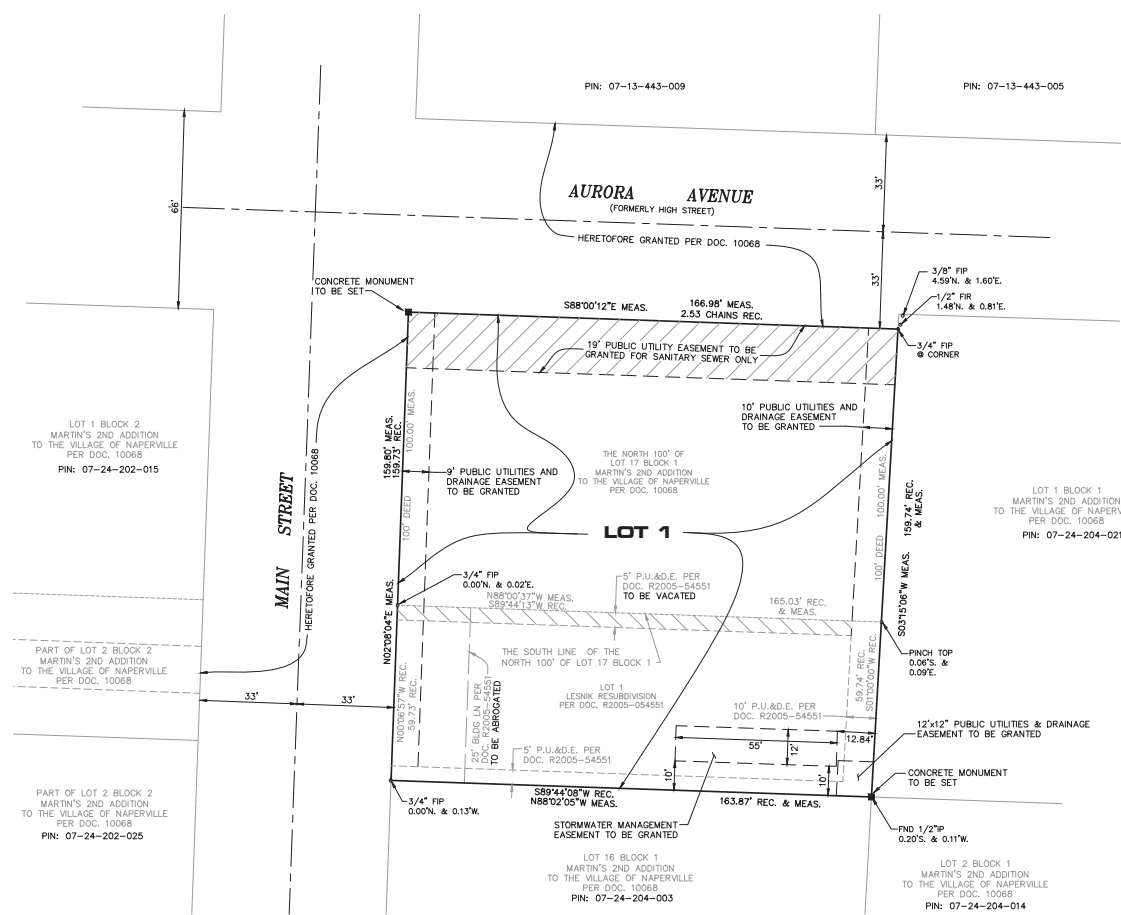 PIN: 07-13-443-009
PIN: 07-13-443-005
66'
33'
AURORA AVENUE
(FORMERLY HIGH STREET)
HERETOFORE GRANTED PER DOC. 10068
33'
3/8" FIP
4.59'N. & 1.60'E.
1/2" FIR
1.48'N. & 0.81'E.
3/4" FIP
@ CORNER
CONCRETE MONUMENT
TO BE SET
S88°00'12"E MEAS.
166.98' MEAS.
2.53 CHAINS REC.
19' PUBLIC UTILITY EASEMENT TO BE
GRANTED FOR SANITARY SEWER ONLY
10' PUBLIC UTILITIES AND
DRAINAGE EASEMENT
TO BE GRANTED
LOT 1 BLOCK 2
MARTIN'S 2ND ADDITION
TO THE VILLAGE OF NAPERVILLE
PER DOC. 10068
PIN: 07-24-202-015
MAIN STREET
HERETOFORE GRANTED PER DOC. 10068
159.80' MEAS.
159.73' REC.
100.00' MEAS.
100' DEED
9' PUBLIC UTILITIES AND
DRAINAGE EASEMENT
TO BE GRANTED
THE NORTH 100' OF
LOT 17 BLOCK 1
MARTIN'S 2ND ADDITION
TO THE VILLAGE OF NAPERVILLE
PER DOC. 10068
100.00' MEAS.
100' DEED
159.74' REC.
& MEAS.
S03°15'06"W MEAS.
LOT 1 BLOCK 1
MARTIN'S 2ND ADDITION
TO THE VILLAGE OF NAPERV
PER DOC. 10068
PIN: 07-24-204-021
LOT 1
3/4" FIP
0.00'N. & 0.02'E.
N88°00'37"W MEAS.
S89°44'13"W REC.
5' P.U.&D.E. PER
DOC. R2005-54551
TO BE VACATED
165.03' REC.
& MEAS.
N02°08'04"E MEAS.
PINCH TOP
0.06'S. &
0.09'E.
THE SOUTH LINE OF THE
NORTH 100' OF LOT 17 BLOCK 1
PART OF LOT 2 BLOCK 2
MARTIN'S 2ND ADDITION
TO THE VILLAGE OF NAPERVILLE
PER DOC. 10068
33'
33'
N00°06'57"W REC.
59.73' REC.
25' BLDG LN PER
DOC. R2005-54551
TO BE ABROGATED
LOT 1
LESNIK RESUBDIVISION
PER DOC. R2005-054551
59.74' REC.
S01°00'00"W REC.
10' P.U.&D.E. PER
DOC. R2005-54551
12'x12" PUBLIC UTILITIES & DRAINAGE
EASEMENT TO BE GRANTED
55'
12'
12.84'
5' P.U.&D.E. PER
DOC. R2005-54551
10'
10'
CONCRETE MONUMENT
TO BE SET
S89°44'08"W REC.
N88°02'05"W MEAS.
163.87' REC. & MEAS.
3/4" FIP
0.00'N. & 0.13'W.
STORMWATER MANAGEMENT
EASEMENT TO BE GRANTED
FND 1/2"IP
0.20'S. & 0.11'W.
PART OF LOT 2 BLOCK 2
MARTIN'S 2ND ADDITION
TO THE VILLAGE OF NAPERVILLE
PER DOC. 10068
PIN: 07-24-202-025
LOT 16 BLOCK 1
MARTIN'S 2ND ADDITION
TO THE VILLAGE OF NAPERVILLE
PER DOC. 10068
PIN: 07-24-204-003
LOT 2 BLOCK 1
MARTIN'S 2ND ADDITION
TO THE VILLAGE OF NAPERVILLE
PER DOC. 10068
PIN: 07-24-204-014